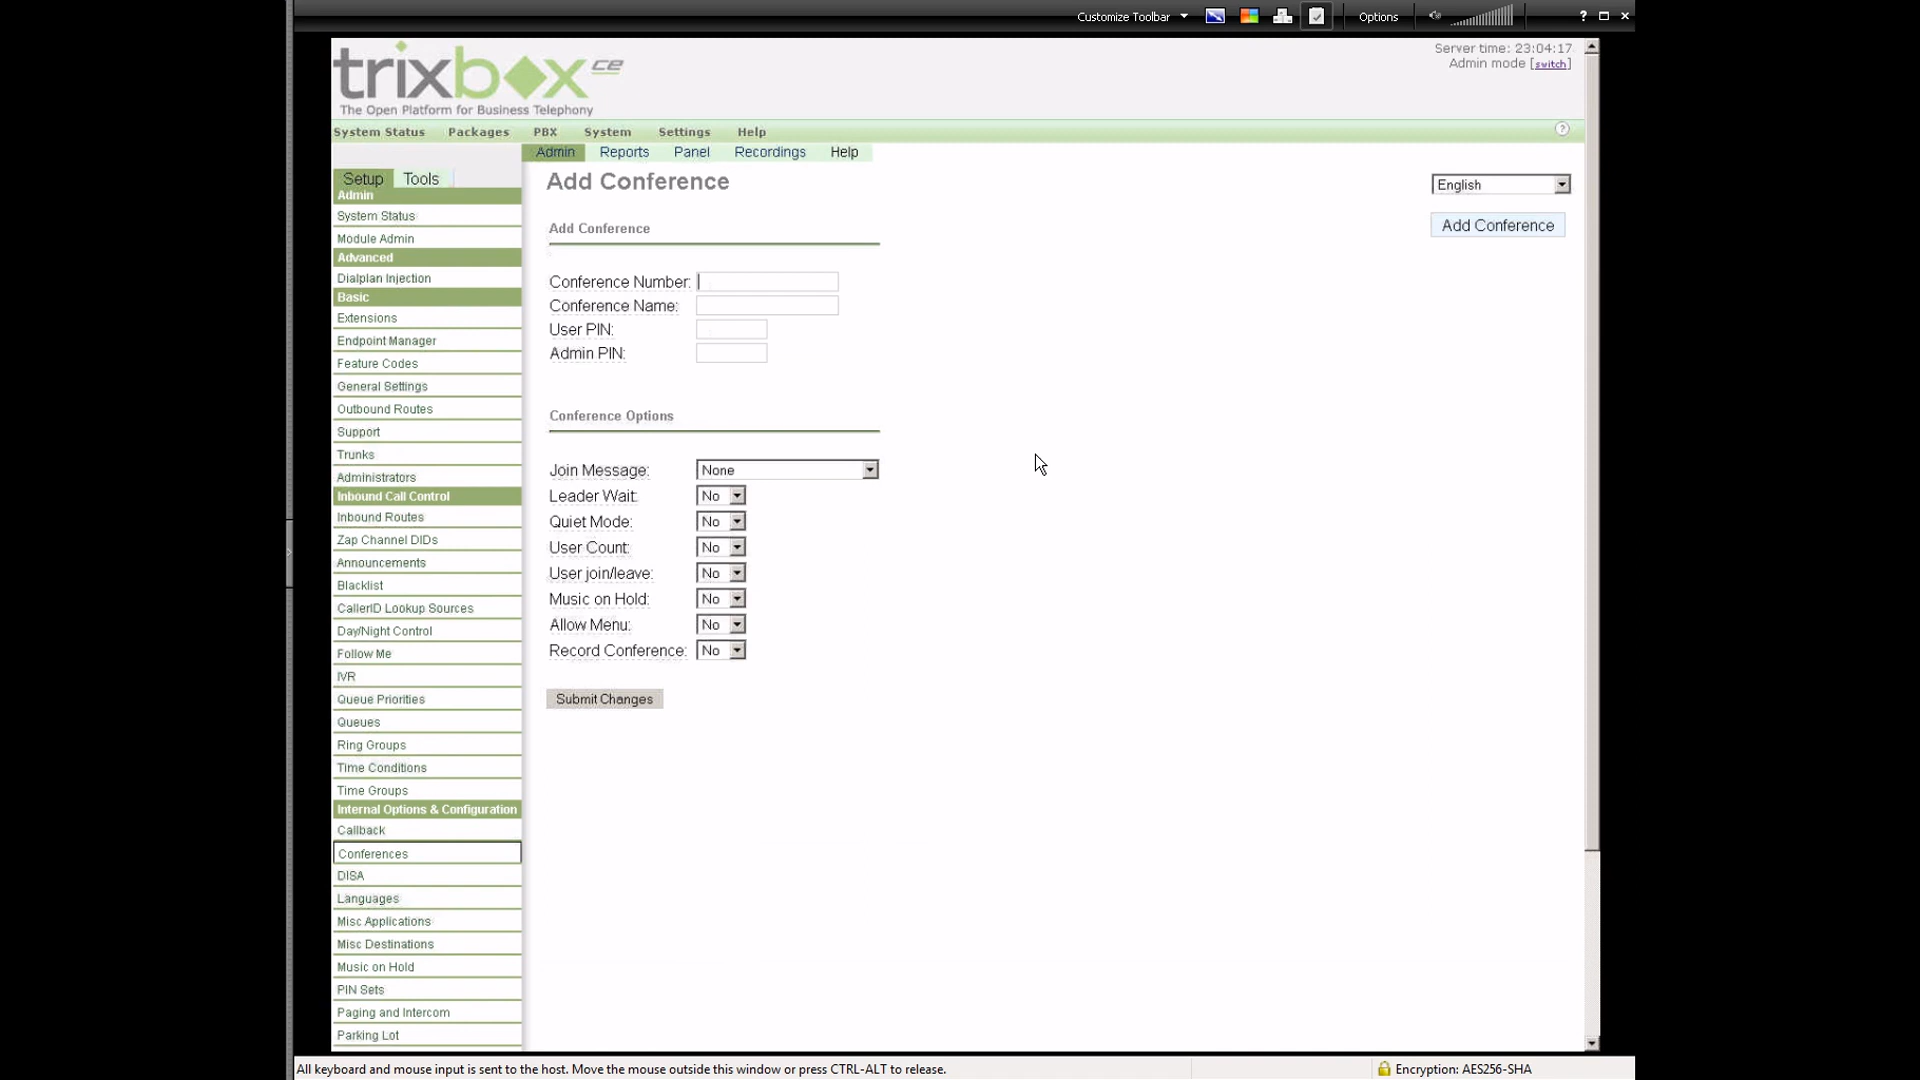 Customize Toolbar
Options
?
Server time: 23:04:17
Admin mode [switch]
trixbox ce
The Open Platform for Business Telephony
System Status Packages PBX System Settings Help
?
Admin Reports Panel Recordings Help
Setup Tools
Admin
System Status
Module Admin
Advanced
Dialplan Injection
Basic
Extensions
Endpoint Manager
Feature Codes
General Settings
Outbound Routes
Support
Trunks
Administrators
Inbound Call Control
Inbound Routes
Zap Channel DIDs
Announcements
Blacklist
CallerID Lookup Sources
Day/Night Control
Follow Me
IVR
Queue Priorities
Queues
Ring Groups
Time Conditions
Time Groups
Internal Options & Configuration
Callback
Conferences
DISA
Languages
Misc Applications
Misc Destinations
Music on Hold
PIN Sets
Paging and Intercom
Parking Lot
Add Conference
English
Add Conference
Add Conference
Conference Number:
Conference Name:
User PIN:
Admin PIN:
Conference Options
Join Message: None
Leader Wait: No
Quiet Mode: No
User Count: No
User join/leave: No
Music on Hold: No
Allow Menu: No
Record Conference: No
Submit Changes
All keyboard and mouse input is sent to the host. Move the mouse outside this window or press CTRL-ALT to release.
Encryption: AES256-SHA